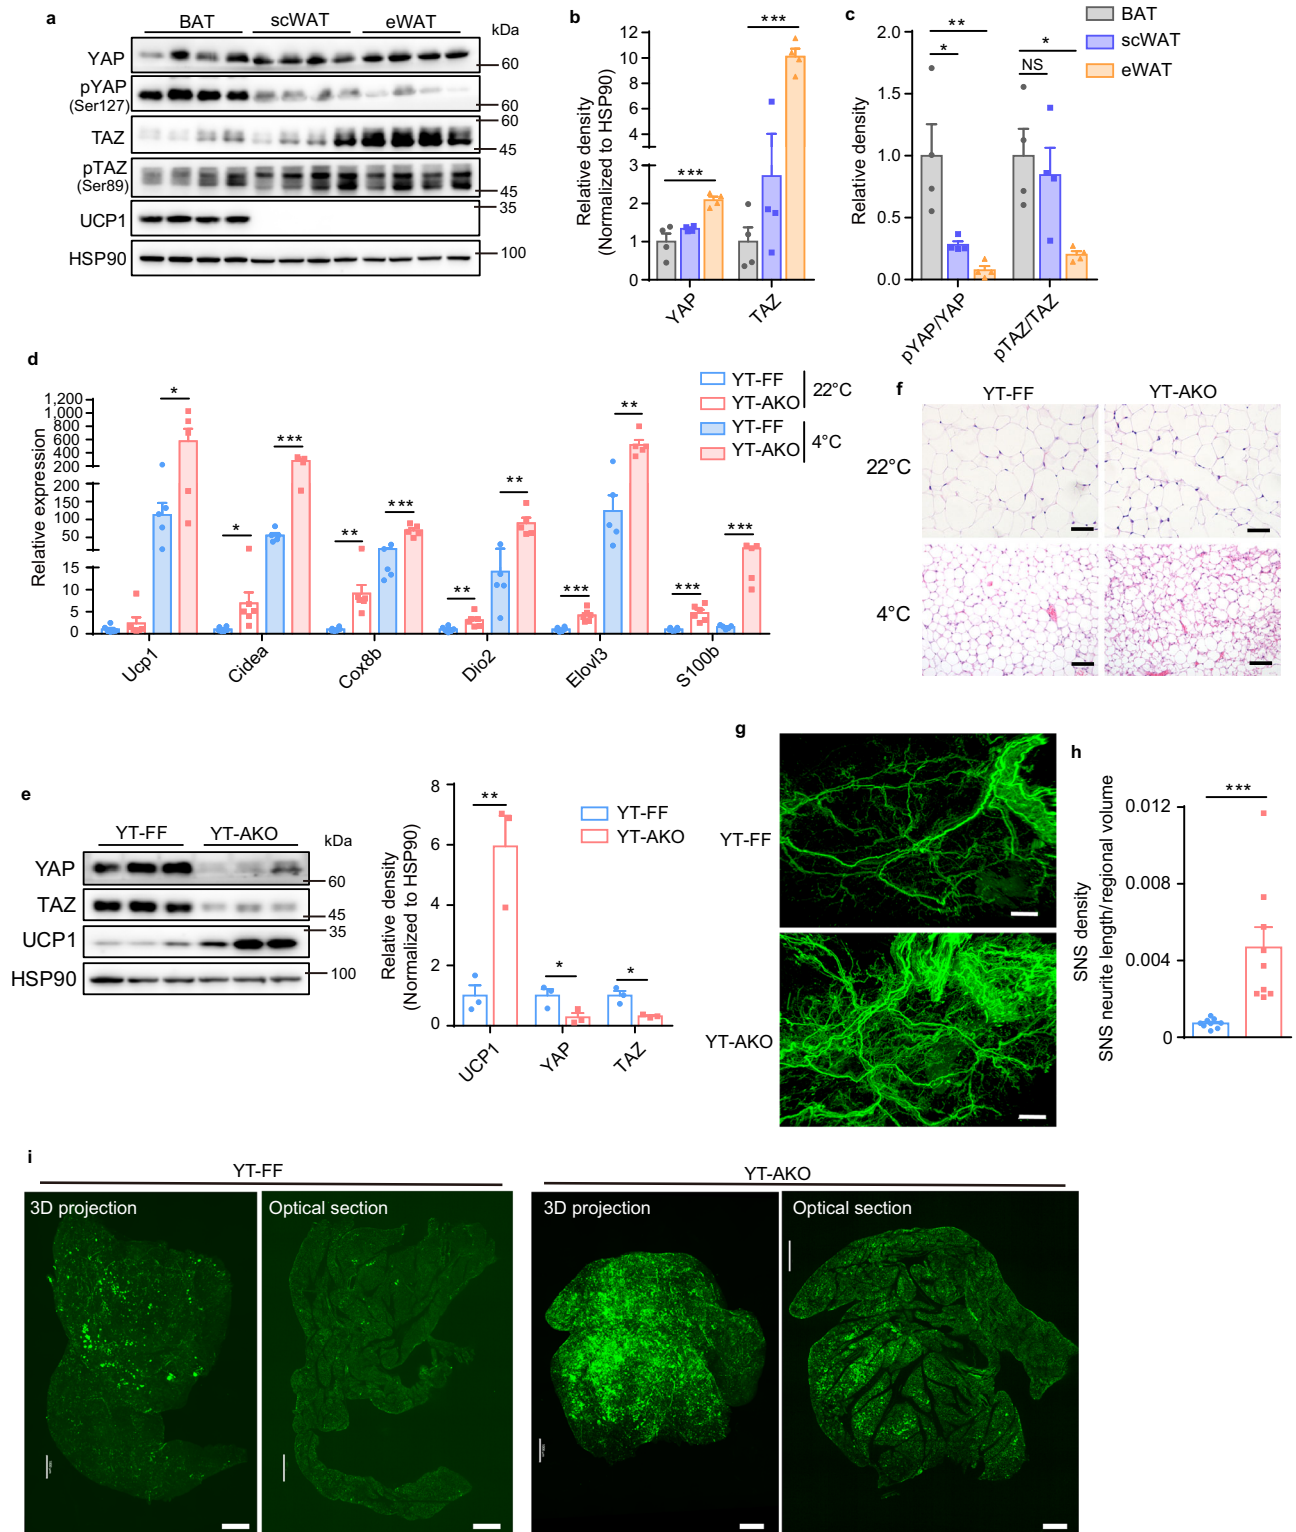 a
BAT scWAT eWAT
kDa
YAP
60
pYAP
(Ser127)
60
TAZ
60
45
pTAZ
(Ser89)
45
UCP1
35
HSP90
100
b
Relative density
(Normalized to HSP90)
12
10
8
6
4
3
2
1
0
***
***
YAP
TAZ
c
Relative density
2.0
1.5
1.0
0.5
0.0
**
*
NS
*
pYAP/YAP
pTAZ/TAZ
BAT
scWAT
eWAT
d
Relative expression
1,200
1,000
800
600
400
200
200
150
100
50
15
10
5
0
*
*
***
**
***
**
**
***
**
***
***
Ucp1
Cidea
Cox8b
Dio2
Elovl3
S100b
YT-FF
YT-AKO
22°C
YT-FF
YT-AKO
4°C
f
YT-FF YT-AKO
22°C
4°C
e
YT-FF YT-AKO
kDa
YAP
60
TAZ
45
UCP1
35
HSP90
100
Relative density
(Normalized to HSP90)
8
6
4
2
0
**
*
*
UCP1
YAP
TAZ
YT-FF
YT-AKO
g
YT-FF
YT-AKO
h
SNS density
SNS neurite length/regional volume
0.012
0.008
0.004
0
***
i
YT-FF
YT-AKO
3D projection
Optical section
3D projection
Optical section